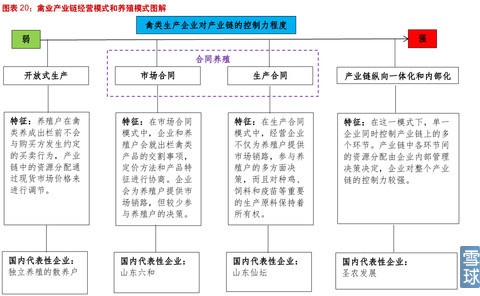 图表 20：禽业产业链经营模式和养殖模式图解
禽类生产企业对产业链的控制力程度
弱
强
合同养殖
开放式生产
市场合同
生产合同
产业链纵向一体化和内部化
特征：养殖户在禽
类养成出栏前不会
与购买方发生约定
的买卖行为，产业
链中的资源分配通
过现货市场价格来
进行调节。
特征：在市场合同
模式中，企业和养
殖户会就出栏禽类
产品的交割事项，
定价方法和产品特
征进行协商。企业
会为养殖户提供市
场销路，但较少参
与养殖户的决策。
特征：在生产合同
模式中，经营企业
不仅为养殖户提供
市场销路，参与养
殖户的多方面决
策，而且对种鸡、
饲料和疫苗等重要
的生产原料保持着
所有权。
特征：在这一模式下，单一
企业同时控制产业链上的多
个环节。产业链中各环节间
的资源分配由企业内部管理
决策决定，企业对整个产业
链的控制力较强。
国内代表性企业：
独立养殖的散养户
国内代表性企业：
山东六和
国内代表性企业：
山东仙坛
国内代表性企业：
圣农发展
雪球